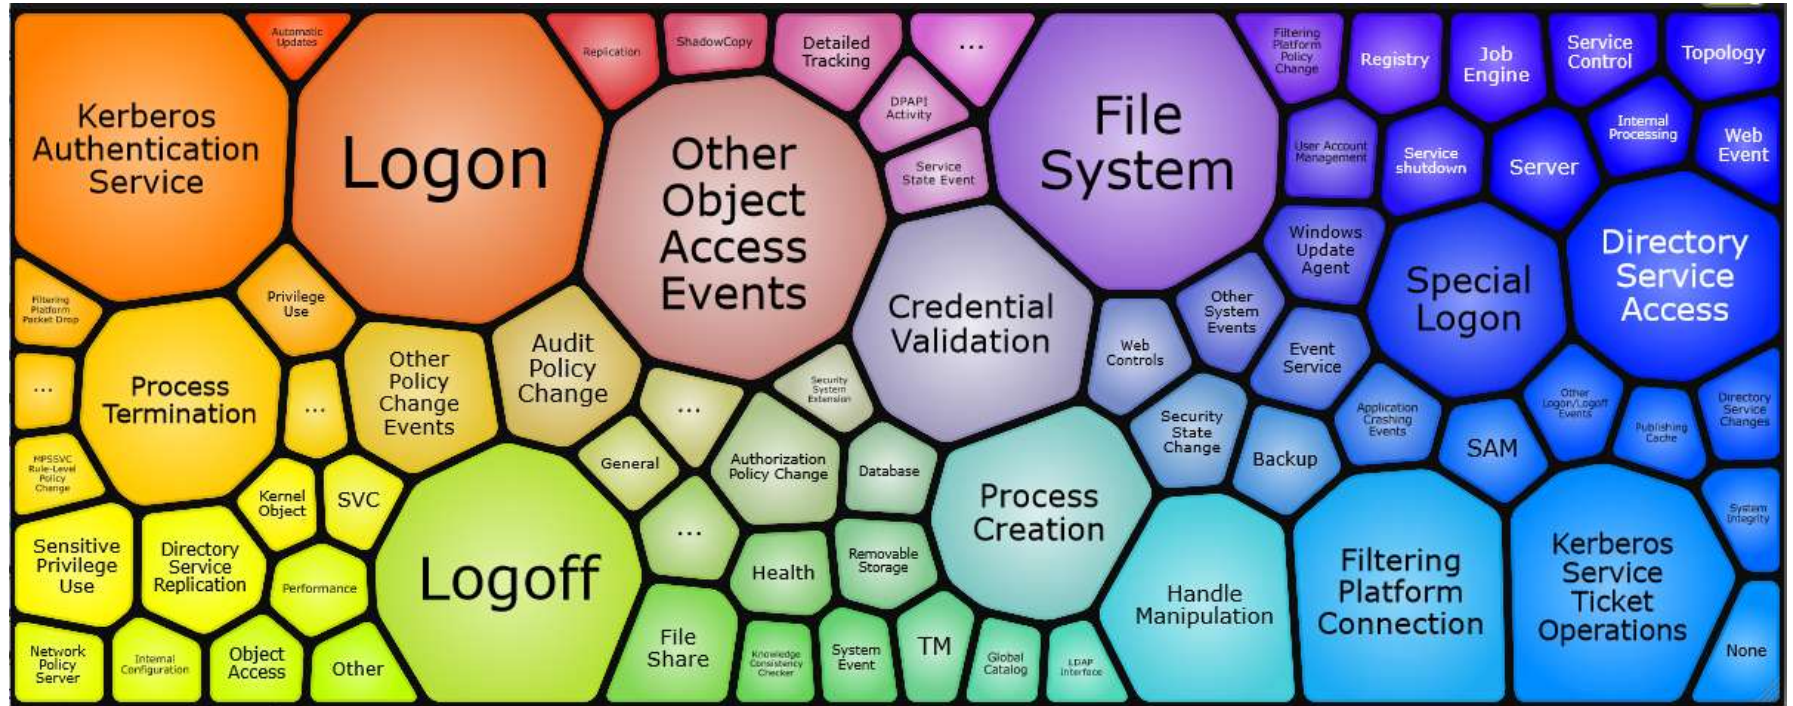 Kerberos
Authentication
Service
Automatic
Updates
Logon
Replication
ShadowCopy
Detailed
Tracking
...
DPAPI
Activity
Service
State Event
Other
Object
Access
Events
File
System
Filtering
Platform
Policy
Change
Registry
Job
Engine
Service
Control
Topology
Internal
Processing
Web
Event
User Account
Management
Service
shutdown
Server
Windows
Update
Agent
Special
Logon
Directory
Service
Access
Filtering
Platform
Packet Drop
Privilege
Use
Process
Termination
...
...
Other
Policy
Change
Events
Audit
Policy
Change
Credential
Validation
Web
Controls
Other
System
Events
Event
Service
Security
System
Extension
...
General
Authorization
Policy Change
Database
Security
State
Change
Backup
Application
Crashing
Events
SAM
Other
Logon/Logoff
Events
Publishing
Cache
Directory
Service
Changes
MPSSVC
Rule-Level
Policy
Change
Kernel
Object
SVC
Sensitive
Privilege
Use
Directory
Service
Replication
Performance
Logoff
...
Health
Removable
Storage
Process
Creation
Handle
Manipulation
Filtering
Platform
Connection
Kerberos
Service
Ticket
Operations
System
Integrity
Network
Policy
Server
Internal
Configuration
Object
Access
Other
File
Share
Knowledge
Consistency
Checker
System
Event
TM
Global
Catalog
LDAP
Interface
None